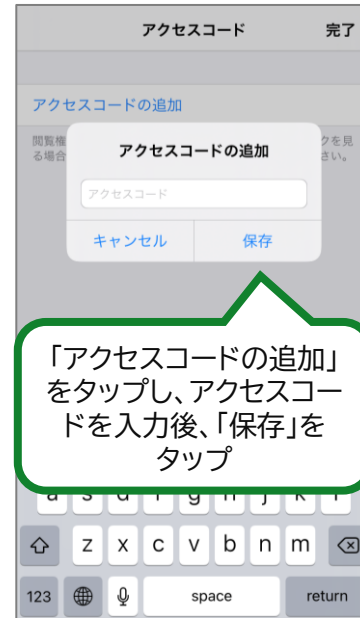 アクセスコード 完了
アクセスコードの追加
閲覧権
クを見
る場合
さい。
アクセスコードの追加
アクセスコード
キャンセル 保存
「アクセスコードの追加」
をタップし、アクセスコー
ドを入力後、「保存」を
タップ
a s d f g h j k l
z x c v b n m
123 space return